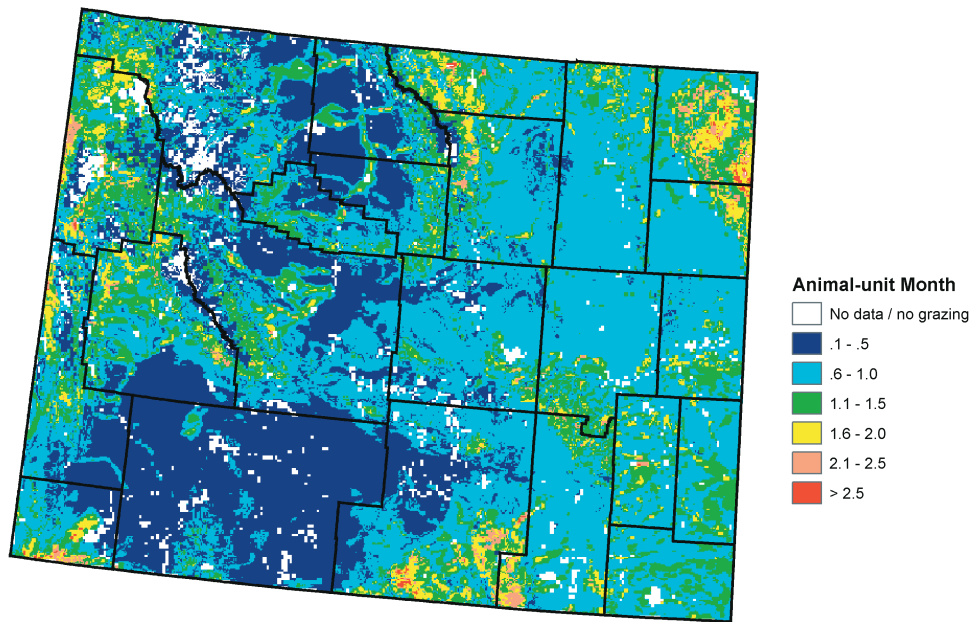 Animal-unit Month
No data / no grazing
.1 - .5
.6 - 1.0
1.1 - 1.5
1.6 - 2.0
2.1 - 2.5
> 2.5